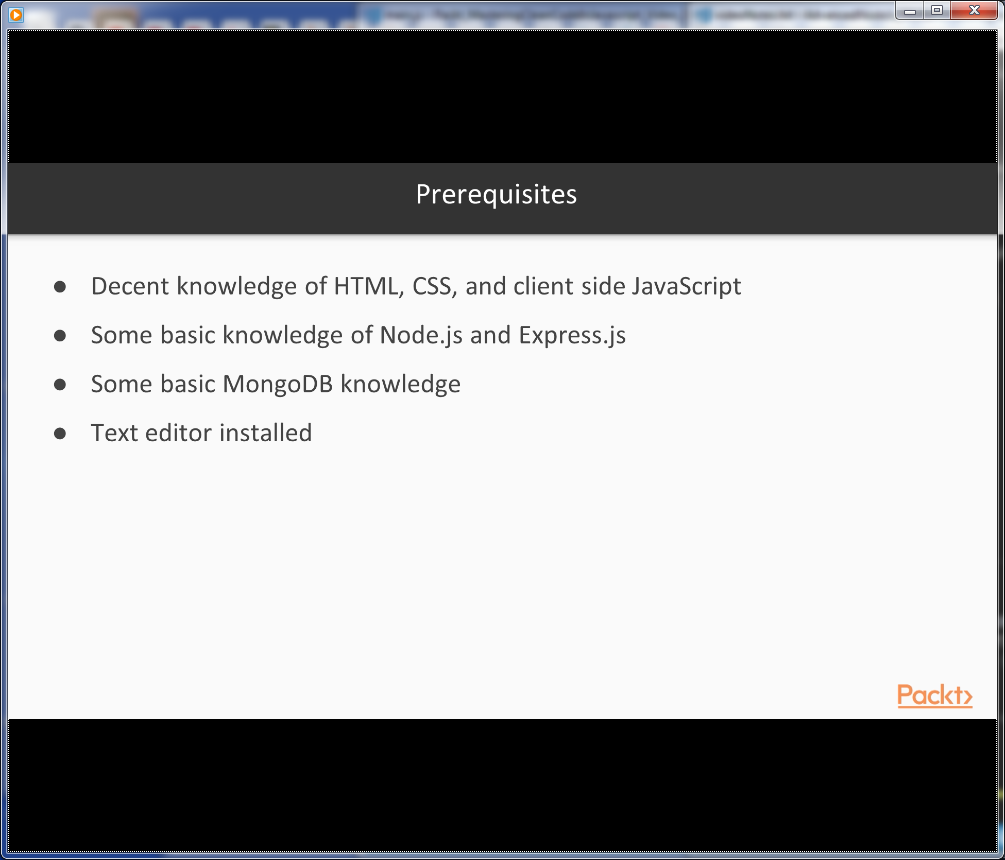 Prerequisites
● Decent knowledge of HTML, CSS, and client side JavaScript
● Some basic knowledge of Node.js and Express.js
● Some basic MongoDB knowledge
● Text editor installed
Packt>